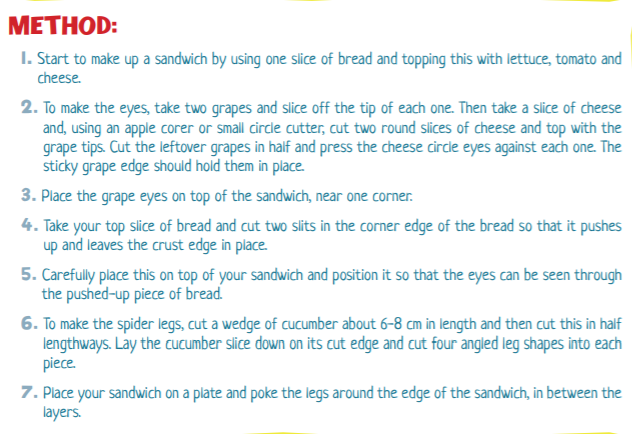 METHOD:
1. Start to make up a sandwich by using one slice of bread and topping this with lettuce, tomato and
cheese.
2. To make the eyes, take two grapes and slice off the tip of each one. Then take a slice of cheese
and, using an apple corer or small circle cutter, cut two round slices of cheese and top with the
grape tips. Cut the leftover grapes in half and press the cheese circle eyes against each one. The
sticky grape edge should hold them in place.
3. Place the grape eyes on top of the sandwich, near one corner.
4. Take your top slice of bread and cut two slits in the corner edge of the bread so that it pushes
up and leaves the crust edge in place.
5. Carefully place this on top of your sandwich and position it so that the eyes can be seen through
the pushed-up piece of bread.
6. To make the spider legs, cut a wedge of cucumber about 6-8 cm in length and then cut this in half
lengthways. Lay the cucumber slice down on its cut edge and cut four angled leg shapes into each
piece.
7. Place your sandwich on a plate and poke the legs around the edge of the sandwich, in between the
layers.